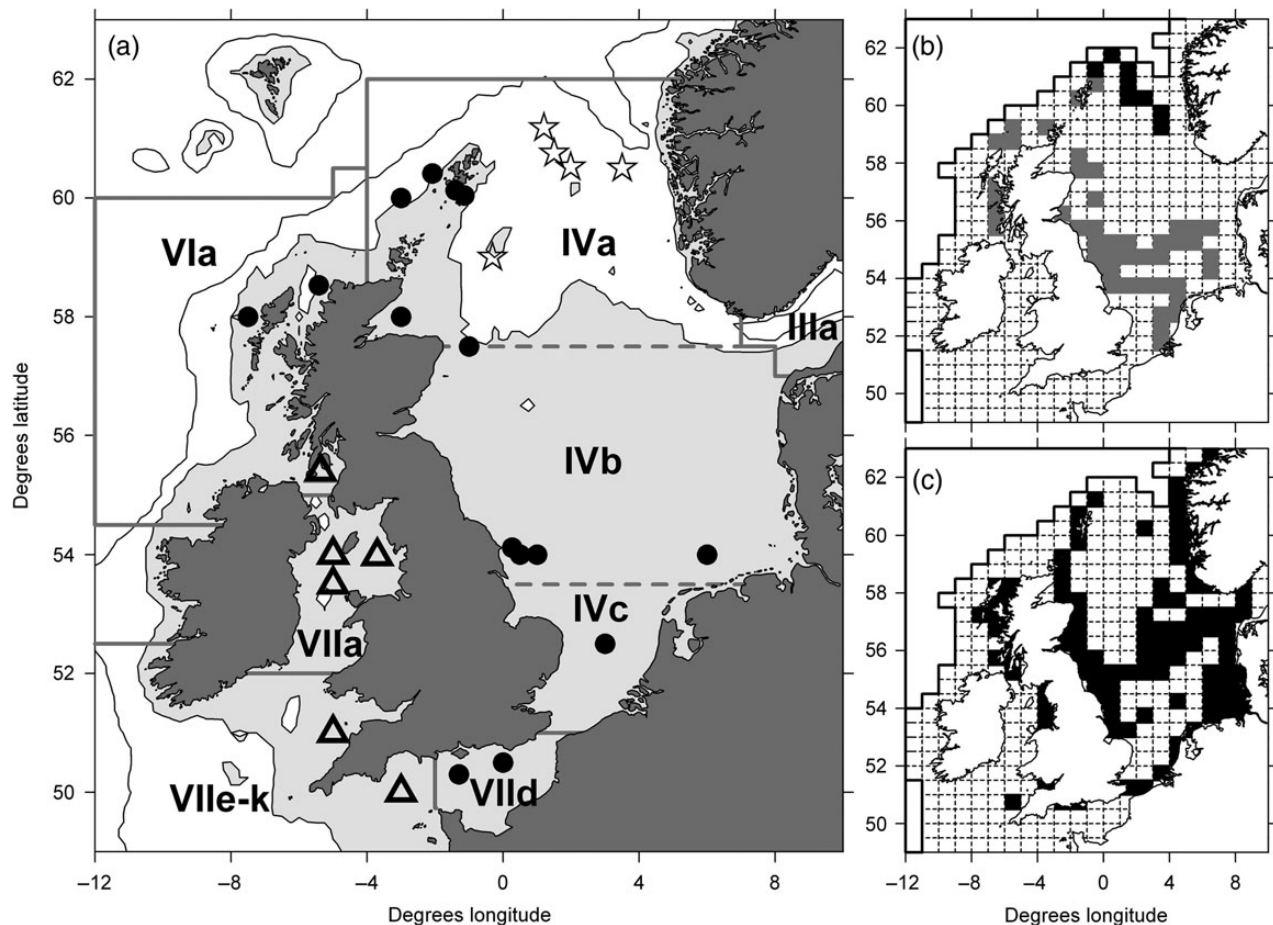 (a)
VIa
IVa
IIIa
IVb
IVc
VIIa
VIIe-k
VIId
62
60
58
56
54
52
50
Degrees latitude
−12
−8
−4
0
4
8
Degrees longitude
(b)
62
60
58
56
54
52
50
(c)
62
60
58
56
54
52
50
−12
−8
−4
0
4
8
Degrees longitude